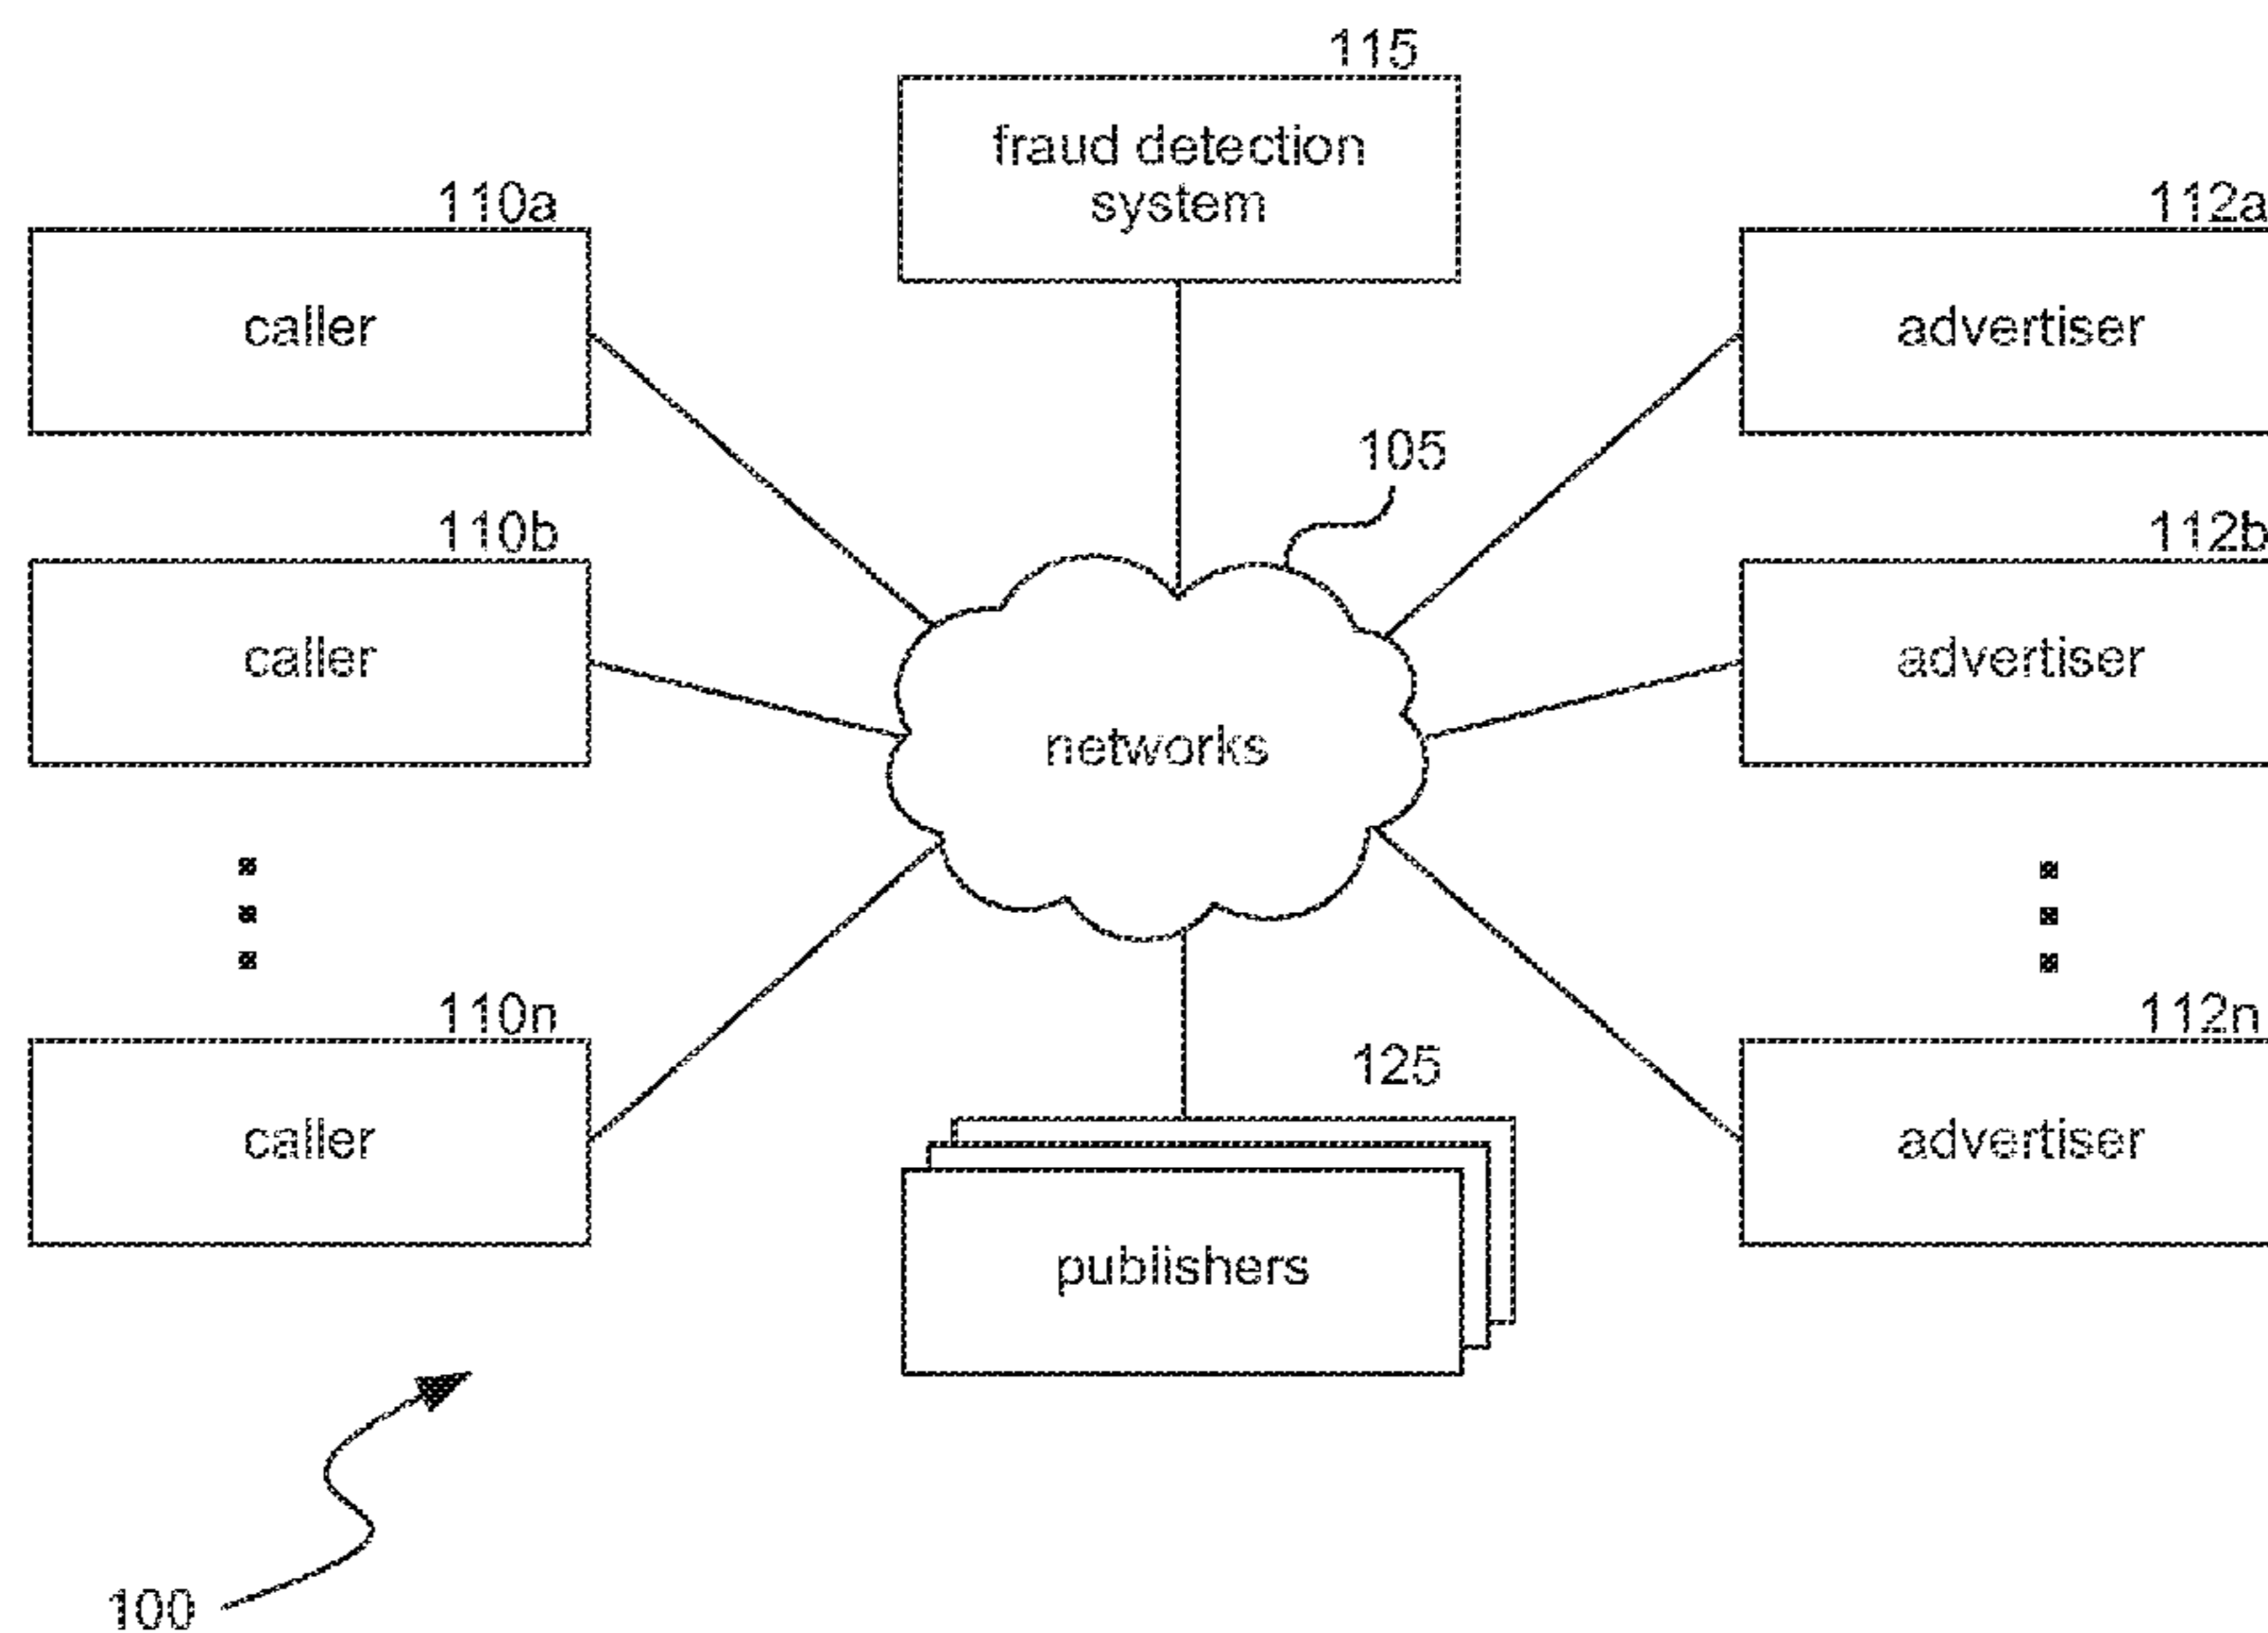 115
fraud detection
system
110a
caller
112a
advertiser
105
110b
caller
112b
advertiser
networks
110n
caller
112n
advertiser
125
publishers
100